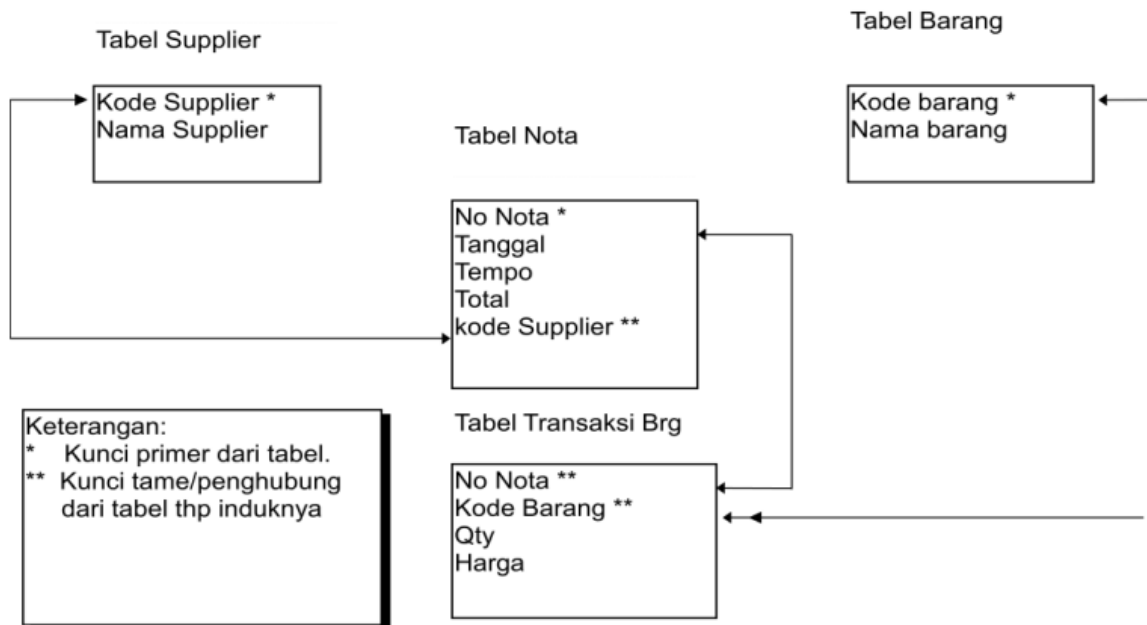 Tabel Supplier
Kode Supplier *
Nama Supplier
Tabel Barang
Kode barang *
Nama barang
Tabel Nota
No Nota *
Tanggal
Tempo
Total
kode Supplier **
Keterangan:
* Kunci primer dari tabel.
** Kunci tame/penghubung
dari tabel thp induknya
Tabel Transaksi Brg
No Nota **
Kode Barang **
Qty
Harga